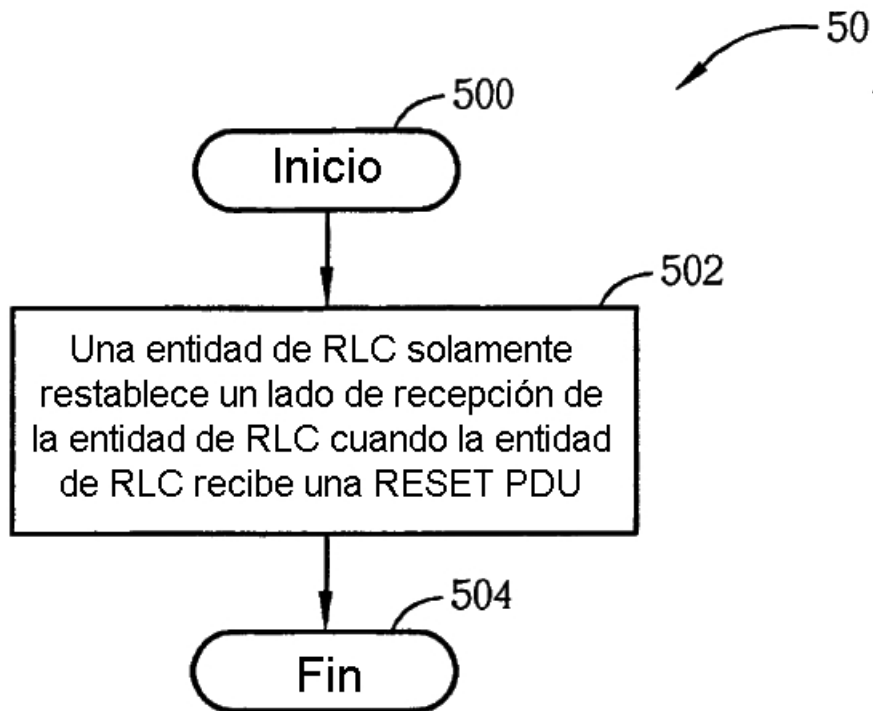 50
500
Inicio
502
Una entidad de RLC solamente
restablece un lado de recepción de
la entidad de RLC cuando la entidad
de RLC recibe una RESET PDU
504
Fin